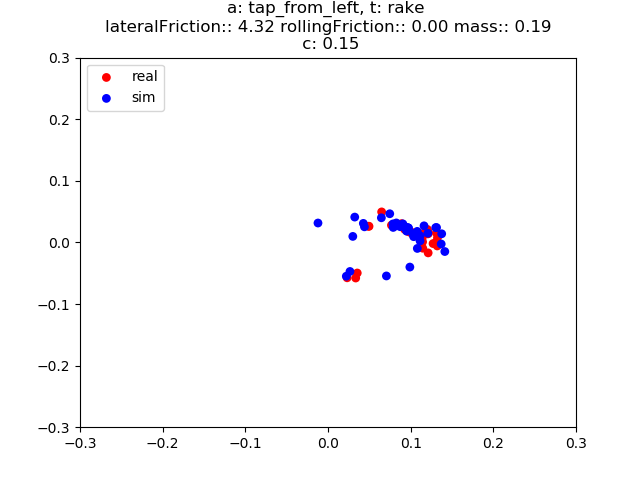 a: tap_from_left, t: rake
lateralFriction:: 4.32 rollingFriction:: 0.00 mass:: 0.19
c: 0.15
real
sim
0.3
0.2
0.1
0.0
−0.1
−0.2
−0.3
−0.3 −0.2 −0.1 0.0 0.1 0.2 0.3